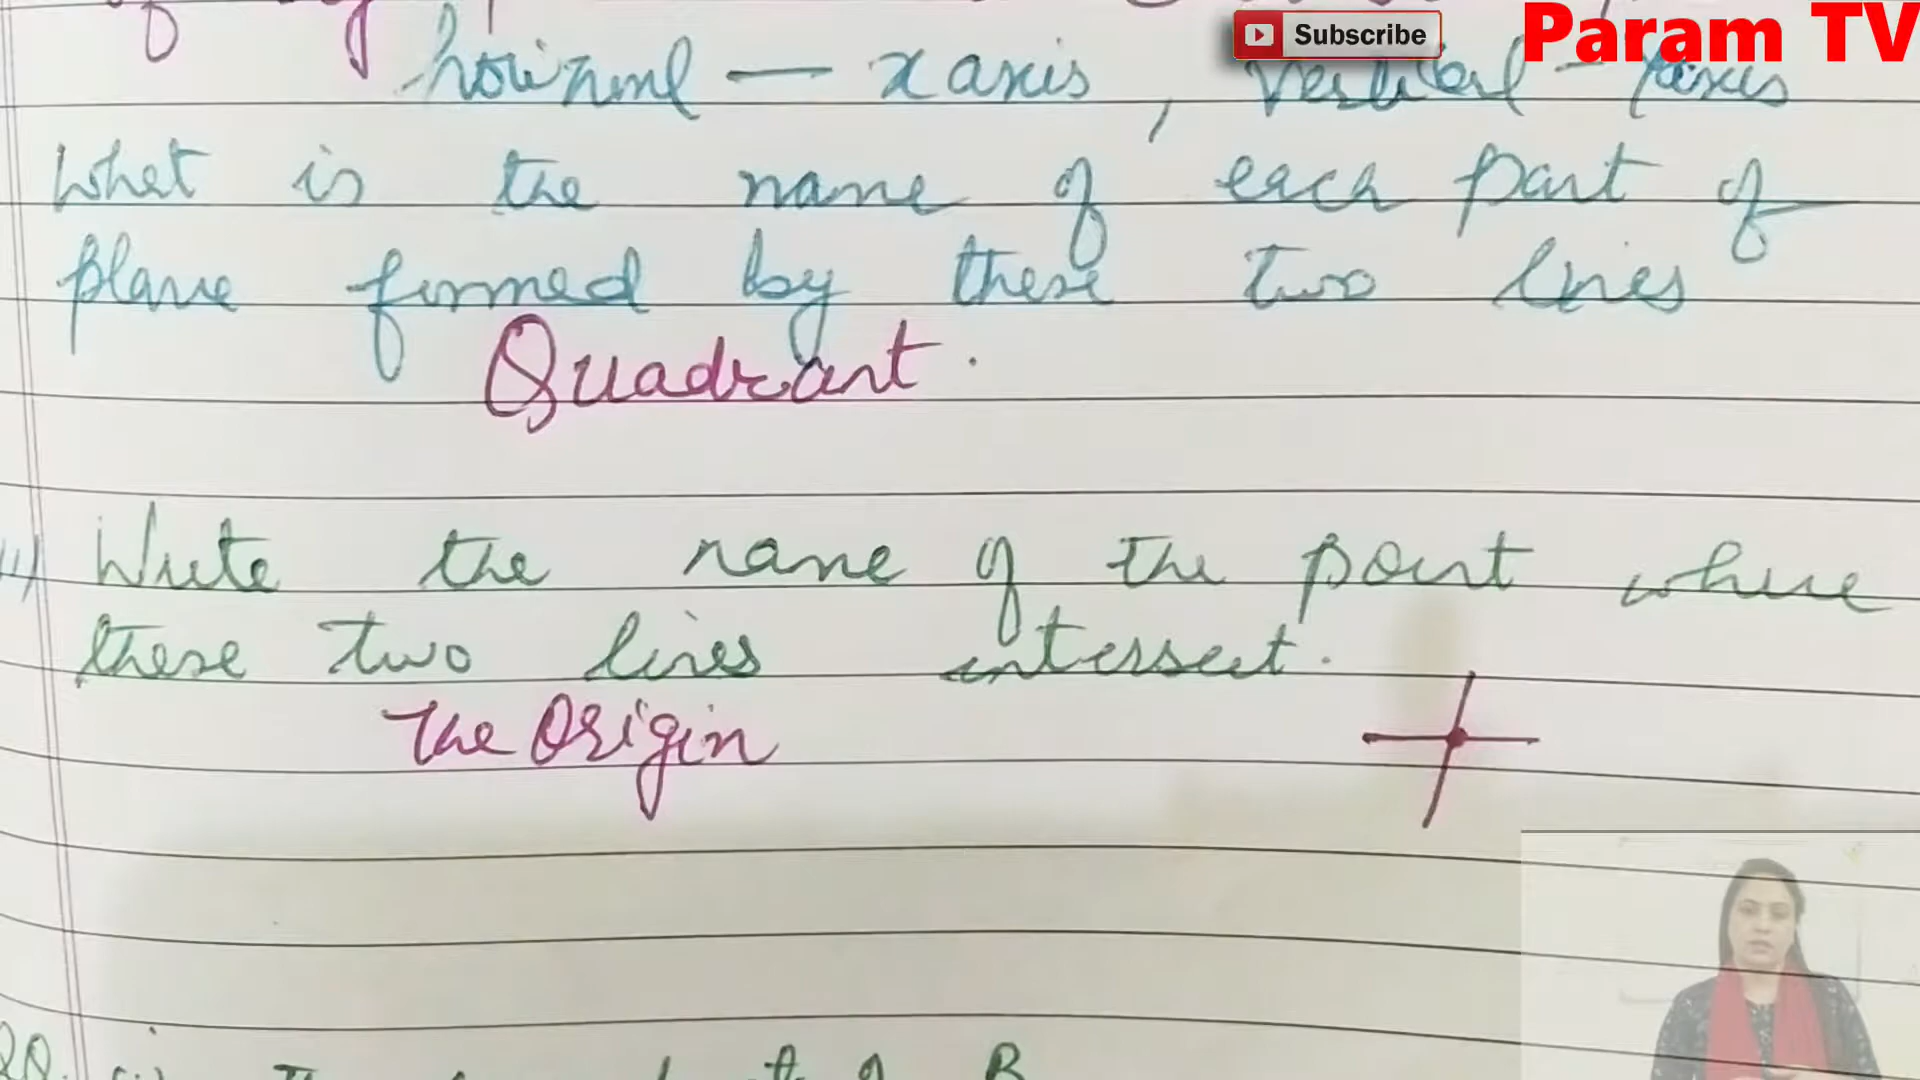 Subscribe
Param TV
horizontal — x axis, Vertical - y axis
What is the name of each part of
plane formed by these two lines
Quadrant.
Write the name of the point where
these two lines intersect.
The Origin